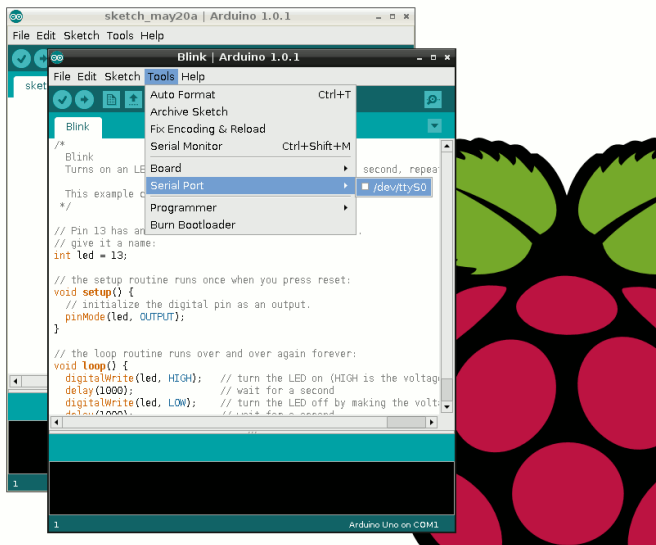 sketch_may20a | Arduino 1.0.1
File Edit Sketch Tools Help
sket
Blink | Arduino 1.0.1
File Edit Sketch Tools Help
Auto Format Ctrl+T
Archive Sketch
Fix Encoding & Reload
Serial Monitor Ctrl+Shift+M
Board
Serial Port
/dev/ttyS0
Programmer
Burn Bootloader
Blink
/*
Blink
Turns on an LE second, repeat
This example c
*/
// Pin 13 has an .
// give it a name:
int led = 13;
// the setup routine runs once when you press reset:
void setup() {
// initialize the digital pin as an output.
pinMode(led, OUTPUT);
}
// the loop routine runs over and over again forever:
void loop() {
digitalWrite(led, HIGH); // turn the LED on (HIGH is the voltag
delay(1000); // wait for a second
digitalWrite(led, LOW); // turn the LED off by making the volt
delay(1000); // wait for a second
1
1 Arduino Uno on COM1